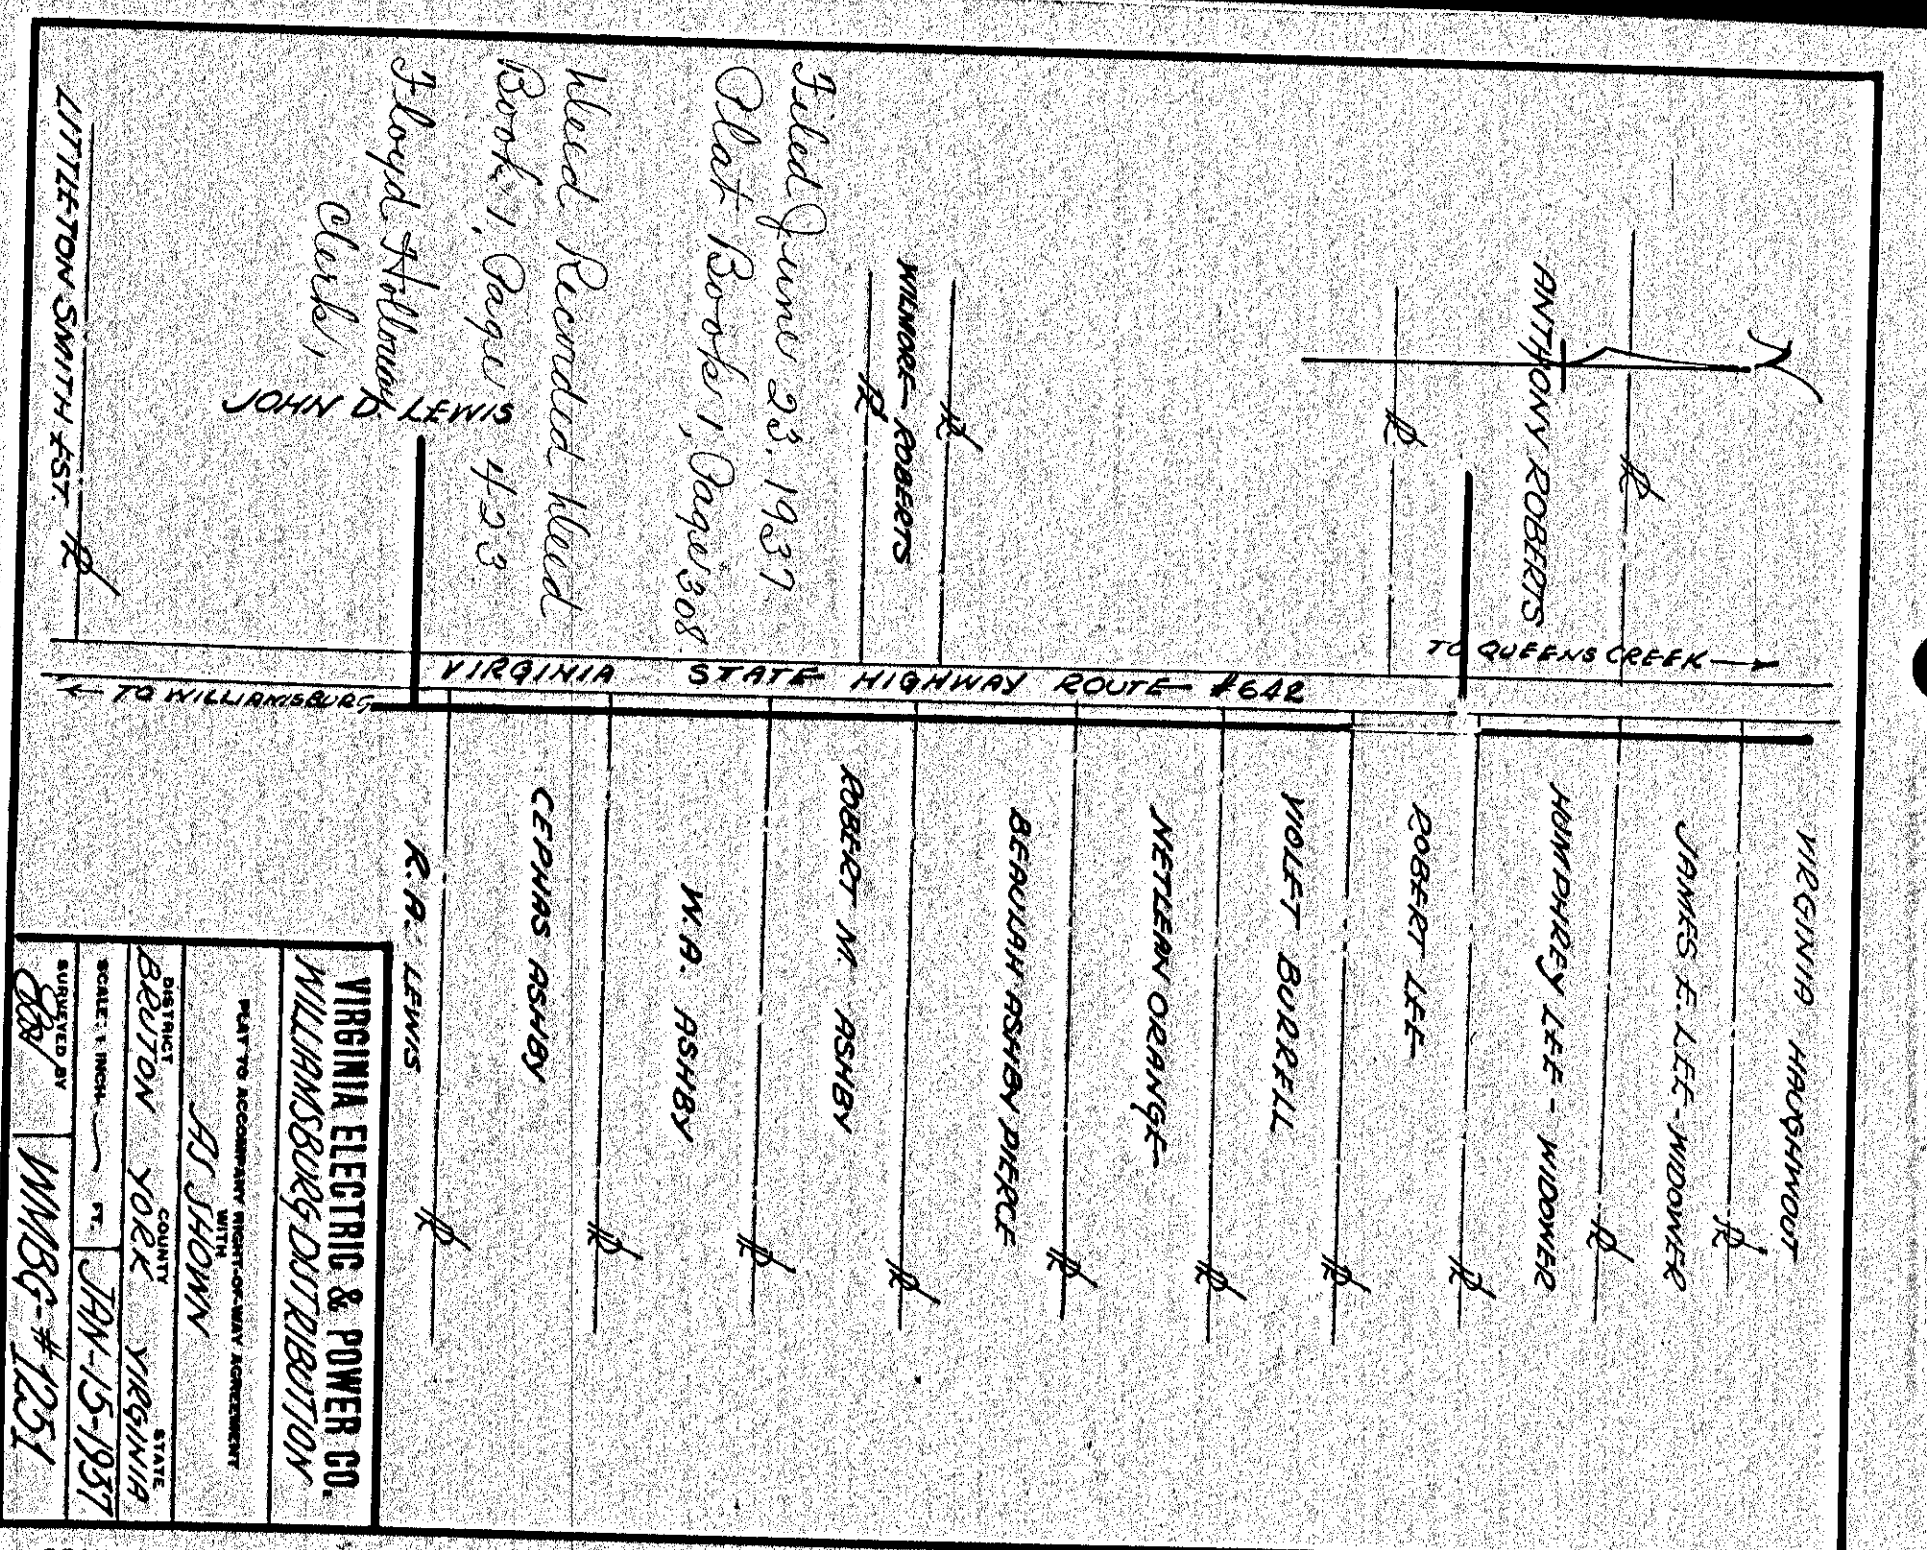 LITTLETON SMITH EST.
Filed June 23, 1937
Plat Book 1, Page 308
Deed Recorded Deed
Book 1, Page 423
Floyd Holloway
Clerk,
JOHN D. LEWIS
WILMORE ROBERTS
ANTHONY ROBERTS
TO QUEENS CREEK
VIRGINIA STATE HIGHWAY ROUTE #642
TO WILLIAMSBURG
VIRGINIA HAUGHWOUT
JAMES E. LEE - WIDOWER
HUMPHREY LEE - WIDOWER
ROBERT LEE
VIOLET BURRELL
NETLEAN ORANGE
BEAULAH ASHBY PIERCE
ROBERT M. ASHBY
W.A. ASHBY
CEPHAS ASHBY
R.A. LEWIS
VIRGINIA ELECTRIC & POWER CO.
WILLIAMSBURG DISTRIBUTION
PLAT TO ACCOMPANY RIGHT-OF-WAY AGREEMENT
WITH
AS SHOWN
DISTRICT COUNTY STATE
BRUTON YORK VIRGINIA
SCALE: 1 INCH FT. JAN-15-1937
SURVEYED BY
WMBG-#1251